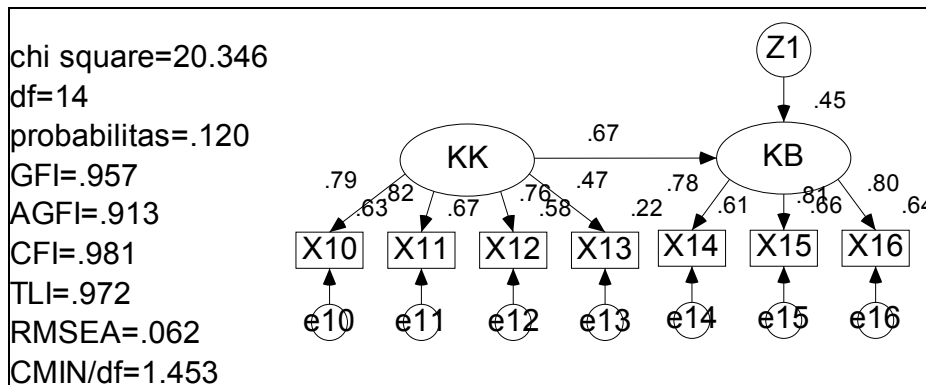 chi square=20.346
df=14
probabilitas=.120
GFI=.957
AGFI=.913
CFI=.981
TLI=.972
RMSEA=.062
CMIN/df=1.453
Z1
.45
KK
.67
KB
.79
.82
.76
.47
.78
.81
.80
.63
.67
.58
.22
.61
.66
.64
X10
X11
X12
X13
X14
X15
X16
e10
e11
e12
e13
e14
e15
e16